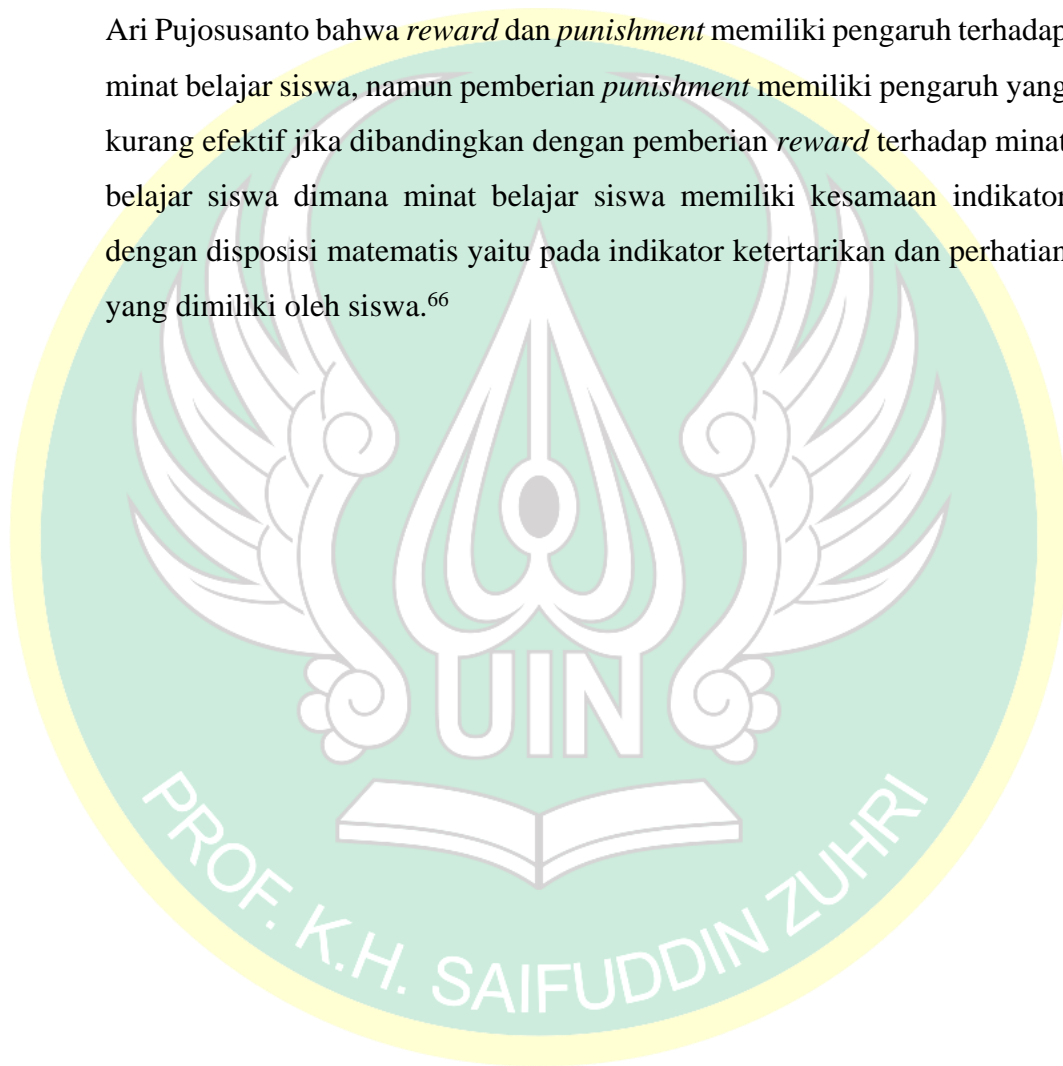 Ari Pujosusanto bahwa reward dan punishment memiliki pengaruh terhadap
minat belajar siswa, namun pemberian punishment memiliki pengaruh yang
kurang efektif jika dibandingkan dengan pemberian reward terhadap minat
belajar siswa dimana minat belajar siswa memiliki kesamaan indikator
dengan disposisi matematis yaitu pada indikator ketertarikan dan perhatian
yang dimiliki oleh siswa.66
UIN
PROF. K.H. SAIFUDDIN ZUHRI